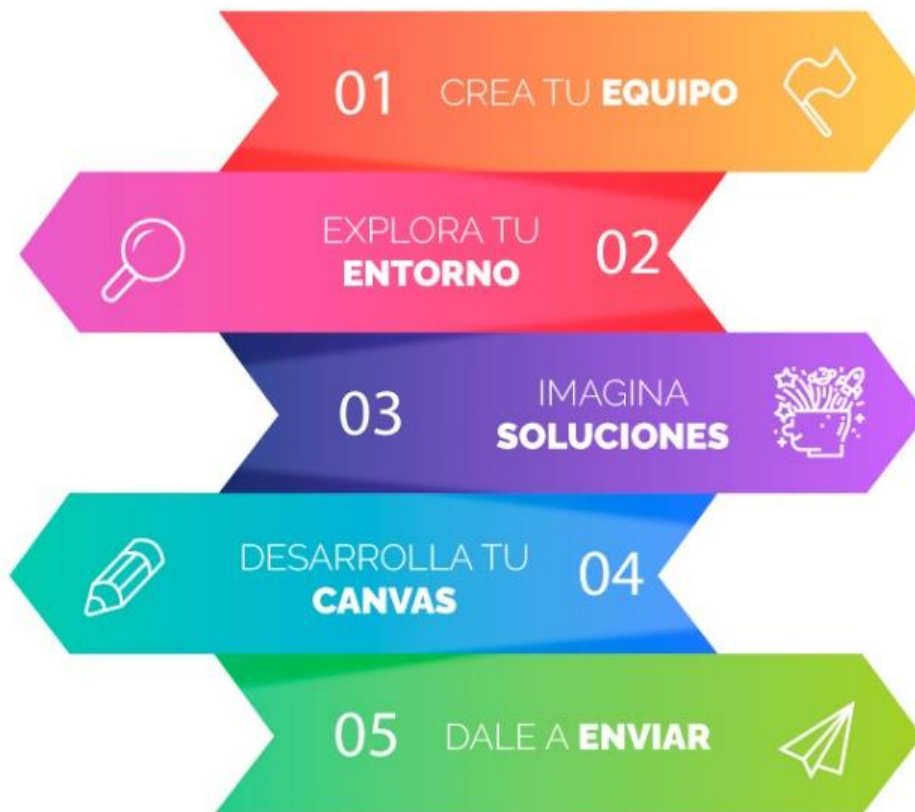 01 CREA TU EQUIPO
EXPLORA TU
ENTORNO 02
03 IMAGINA
SOLUCIONES
DESARROLLA TU
CANVAS 04
05 DALE A ENVIAR